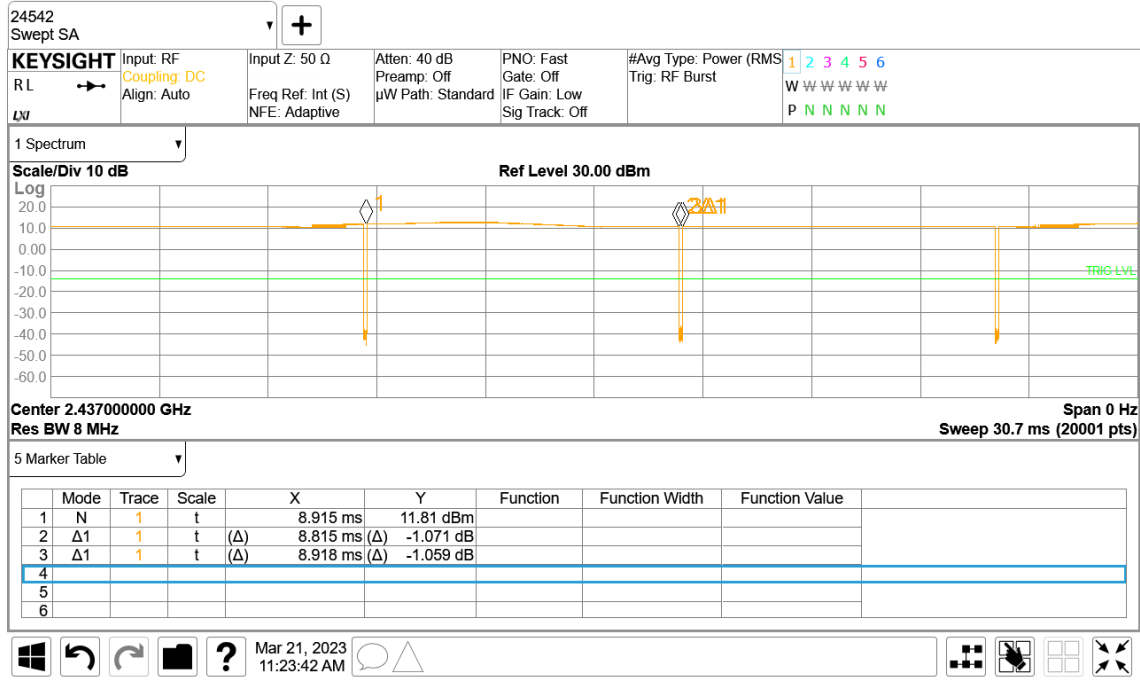 24542
Swept SA
KEYSIGHT
R L
LXI
Input: RF
Coupling: DC
Align: Auto
Input Z: 50 Ω
Freq Ref: Int (S)
NFE: Adaptive
Atten: 40 dB
Preamp: Off
µW Path: Standard
PNO: Fast
Gate: Off
IF Gain: Low
Sig Track: Off
#Avg Type: Power (RMS
Trig: RF Burst
1 2 3 4 5 6
W W W W W W
P N N N N N
1 Spectrum
Scale/Div 10 dB
Ref Level 30.00 dBm
Log
20.0
10.0
0.00
-10.0
-20.0
-30.0
-40.0
-50.0
-60.0
1
TRIG LVL
Center 2.437000000 GHz
Span 0 Hz
Res BW 8 MHz
Sweep 30.7 ms (20001 pts)
5 Marker Table
Mode Trace Scale X Y Function Function Width Function Value
1 N 1 t 8.915 ms 11.81 dBm
2 Δ1 1 t (Δ) 8.815 ms (Δ) -1.071 dB
3 Δ1 1 t (Δ) 8.918 ms (Δ) -1.059 dB
4
5
6
?
Mar 21, 2023
11:23:42 AM